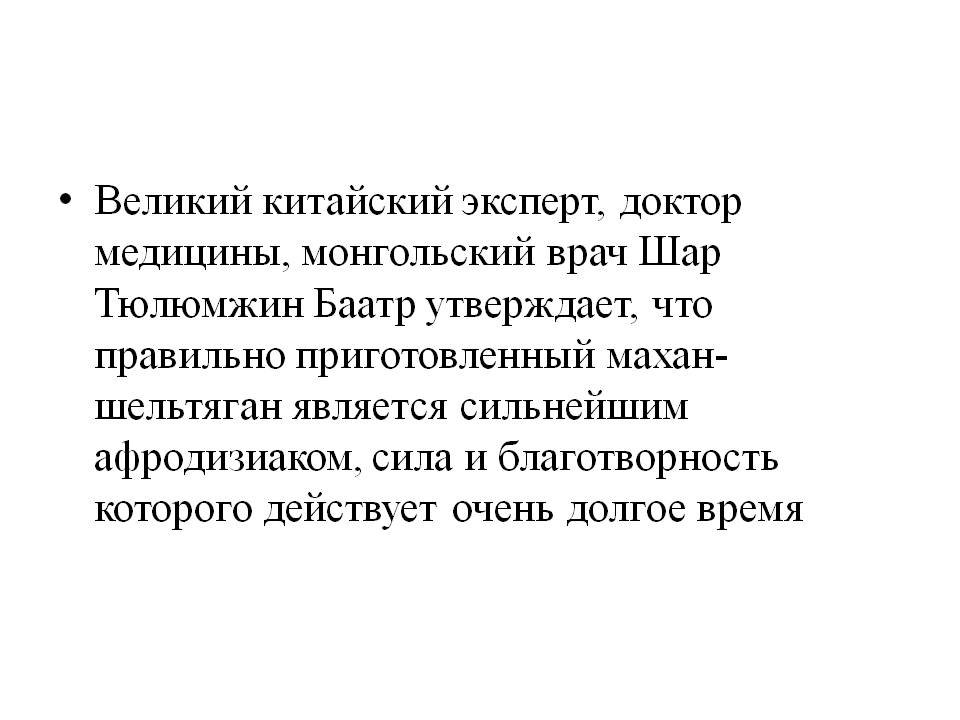 • Великий китайский эксперт, доктор
медицины, монгольский врач Шар
Тюлюмжин Баатр утверждает, что
правильно приготовленный махан-
шельтяган является сильнейшим
афродизиаком, сила и благотворность
которого действует очень долгое время